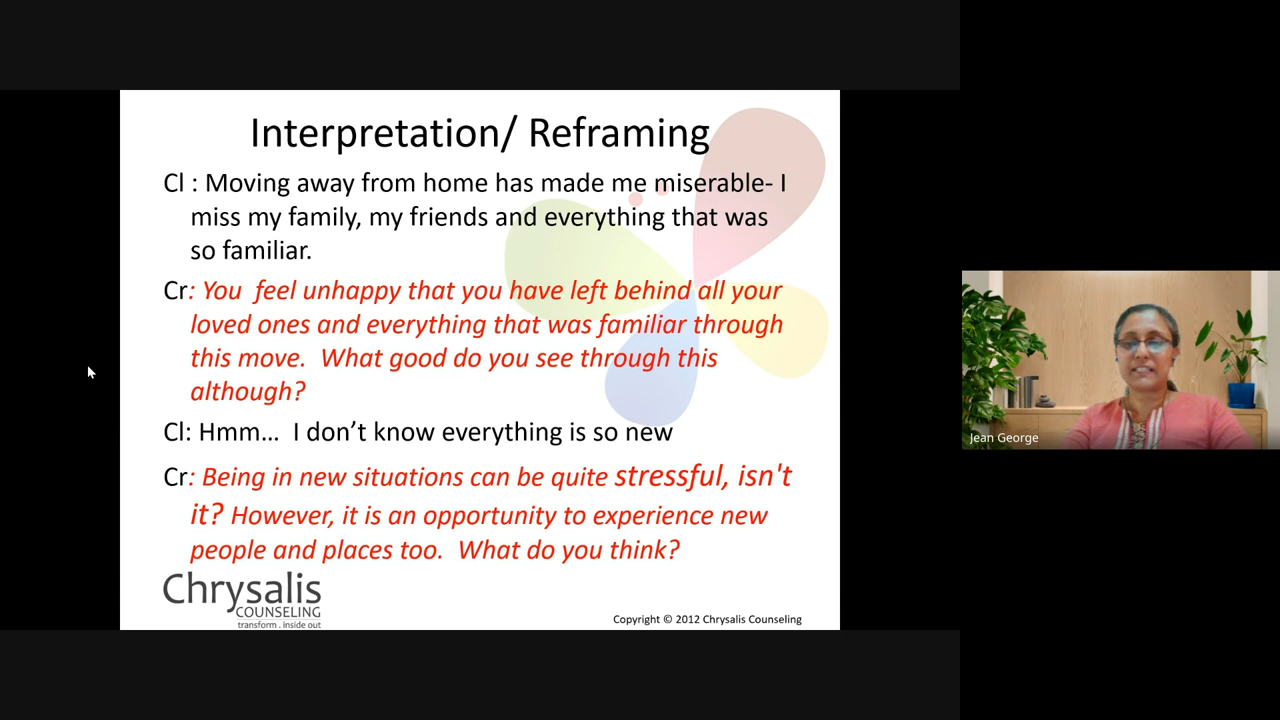 Interpretation/ Reframing
Cl : Moving away from home has made me miserable- I
miss my family, my friends and everything that was
so familiar.
Cr: You  feel unhappy that you have left behind all your
loved ones and everything that was familiar through
this move.  What good do you see through this
although?
Cl: Hmm…  I don’t know everything is so new
Cr: Being in new situations can be quite stressful, isn't
it? However, it is an opportunity to experience new
people and places too.  What do you think?
Chrysalis
COUNSELING
transform . inside out
Copyright © 2012 Chrysalis Counseling
Jean George